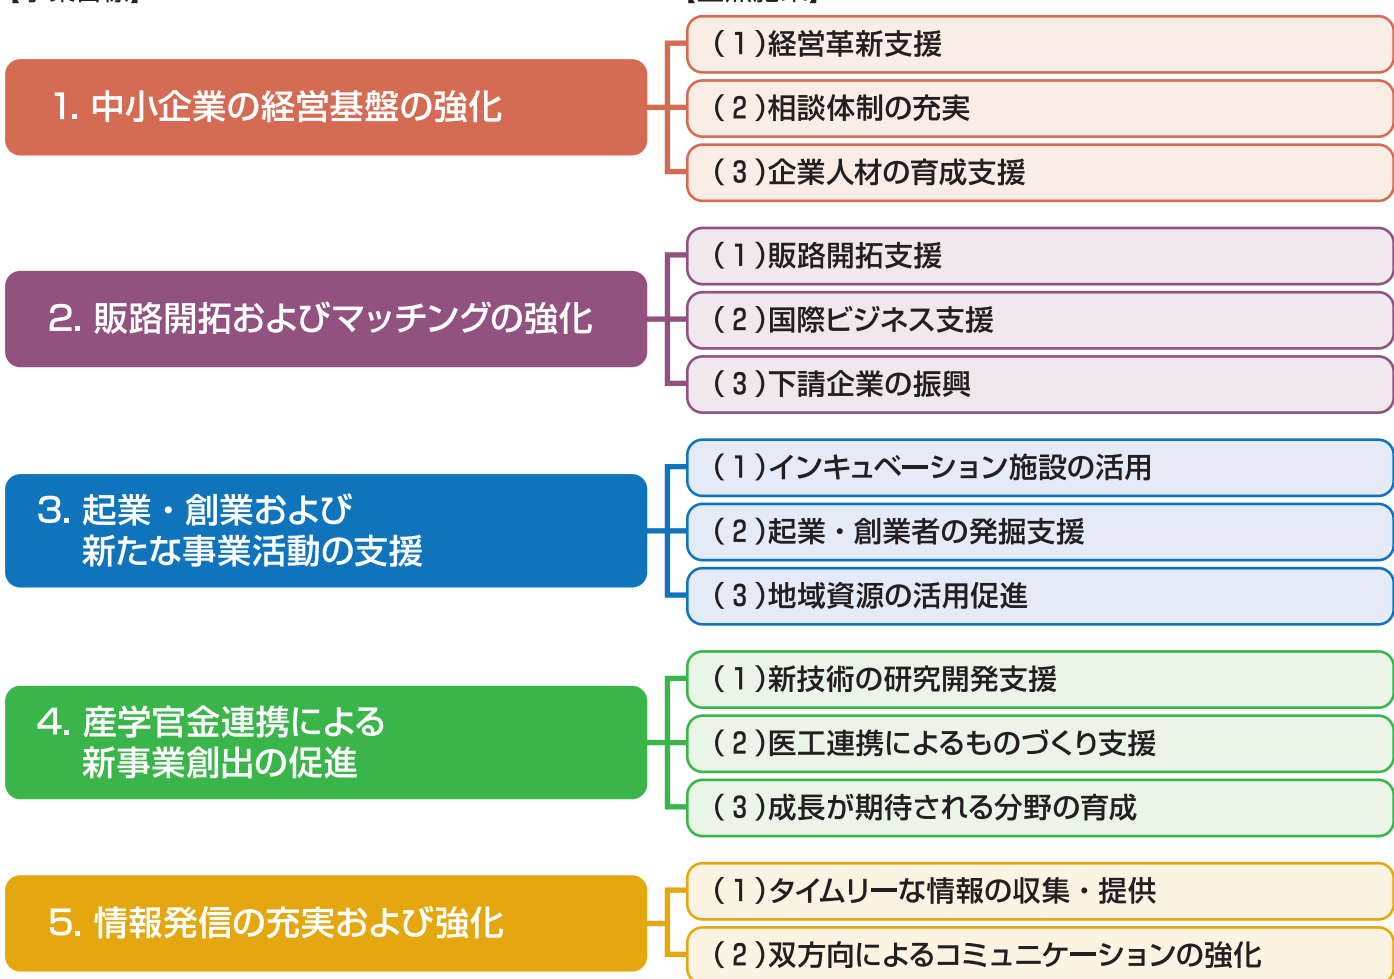 1. 中小企業の経営基盤の強化
(1)経営革新支援
(2)相談体制の充実
(3)企業人材の育成支援
2. 販路開拓およびマッチングの強化
(1)販路開拓支援
(2)国際ビジネス支援
(3)下請企業の振興
3. 起業・創業および
新たな事業活動の支援
(1)インキュベーション施設の活用
(2)起業・創業者の発掘支援
(3)地域資源の活用促進
4. 産学官金連携による
新事業創出の促進
(1)新技術の研究開発支援
(2)医工連携によるものづくり支援
(3)成長が期待される分野の育成
5. 情報発信の充実および強化
(1)タイムリーな情報の収集・提供
(2)双方向によるコミュニケーションの強化